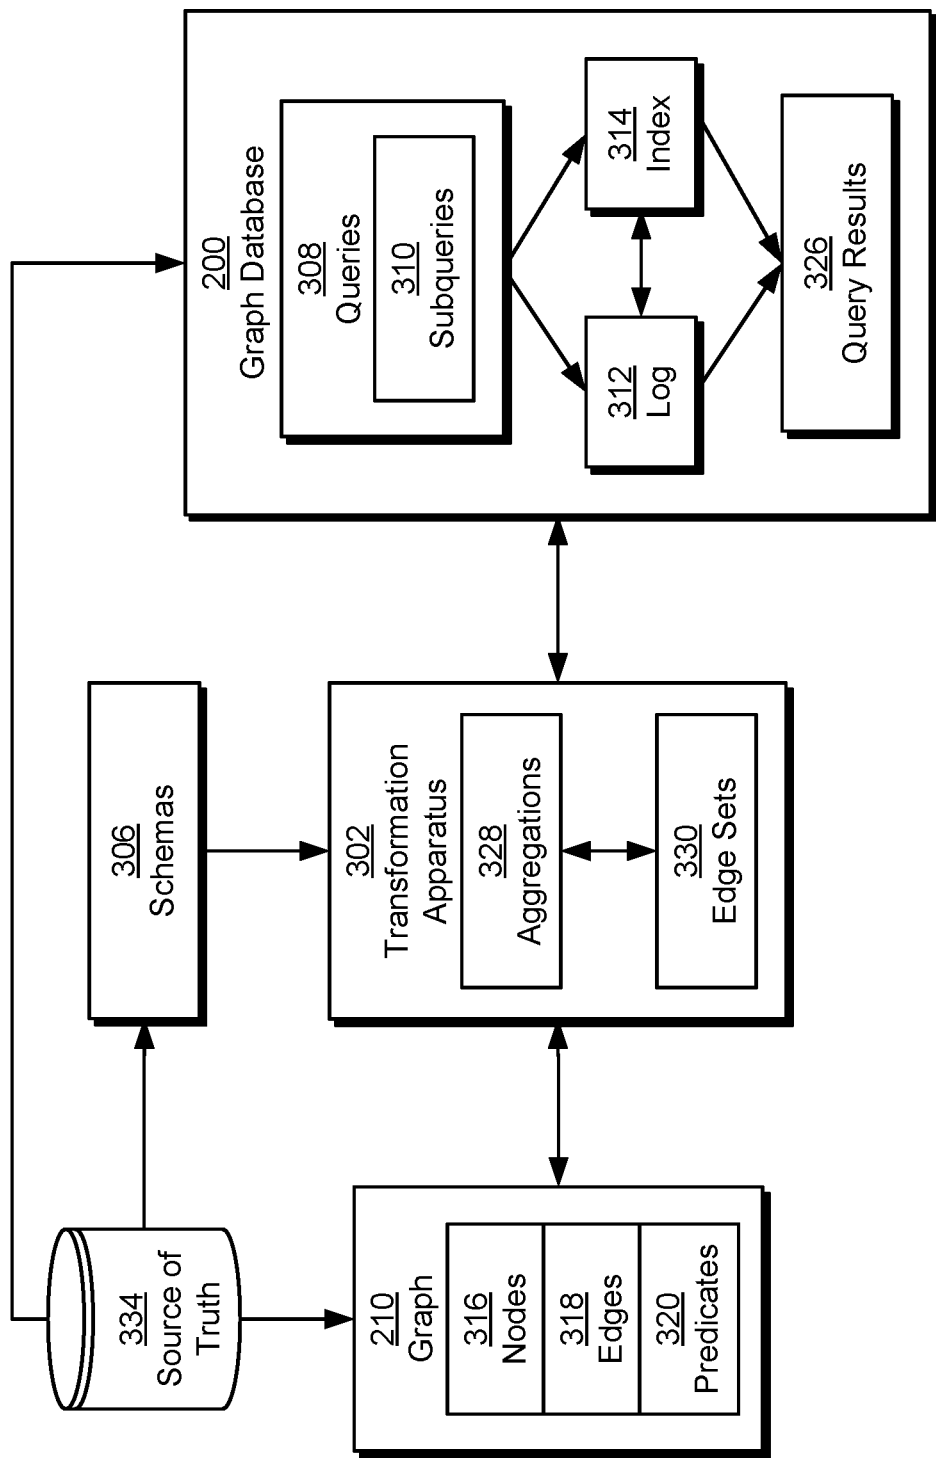 334
Source of
Truth
306
Schemas
210
Graph
316
Nodes
318
Edges
320
Predicates
302
Transformation
Apparatus
328
Aggregations
330
Edge Sets
200
Graph Database
308
Queries
310
Subqueries
312
Log
314
Index
326
Query Results